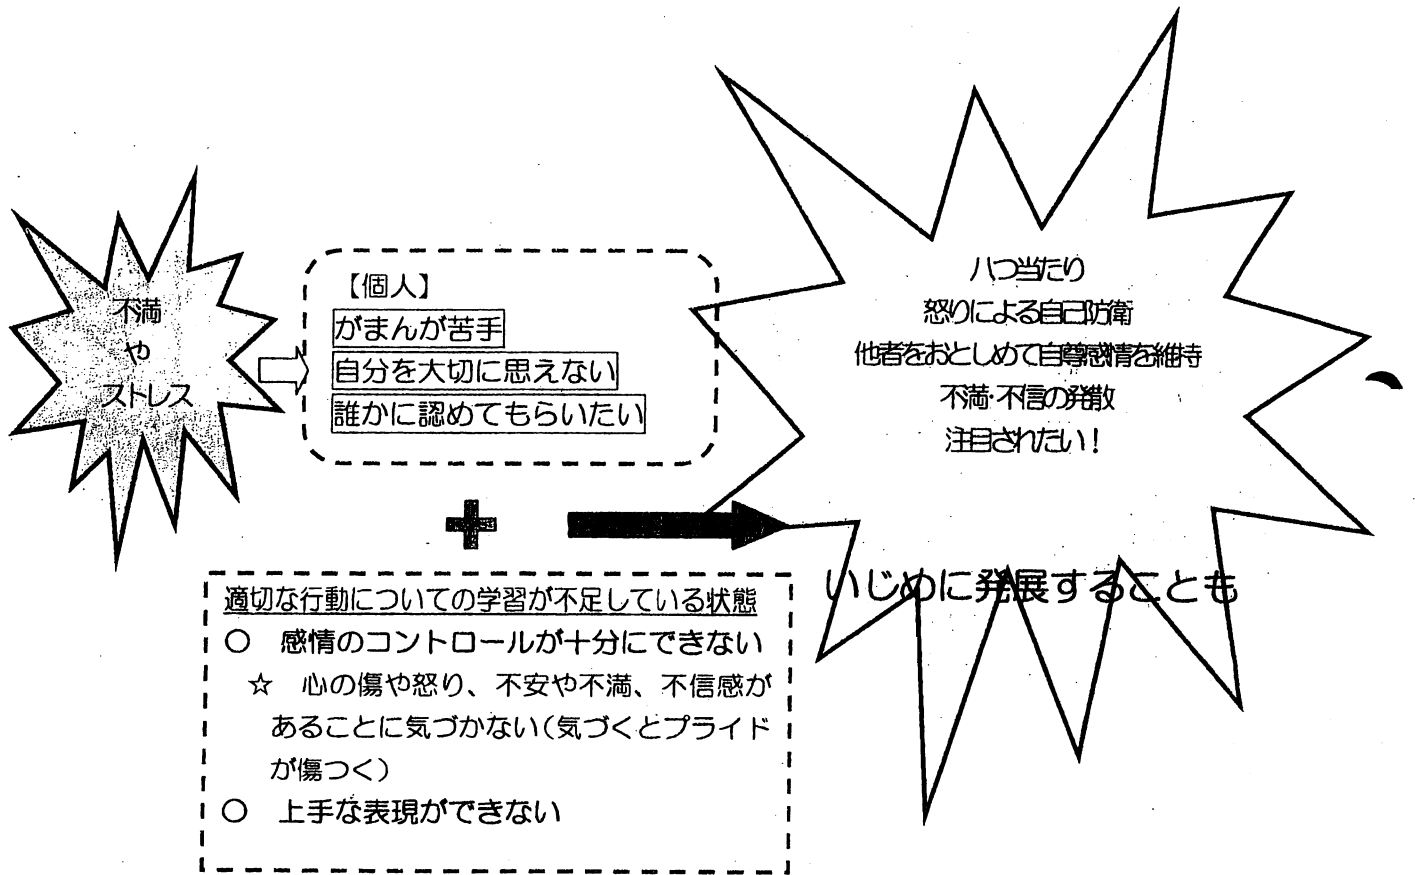 不満
や
ストレス
【個人】
がまんが苦手
自分を大切に思えない
誰かに認めてもらいたい
適切な行動についての学習が不足している状態
○ 感情のコントロールが十分にできない
☆ 心の傷や怒り、不安や不満、不信感が
あることに気づかない(気づくとプライド
が傷つく)
○ 上手な表現ができない
八つ当たり
怒りによる自己防衛
他者をおとしめて自尊感情を維持
不満・不信の発散
注目されたい!
いじめに発展することも